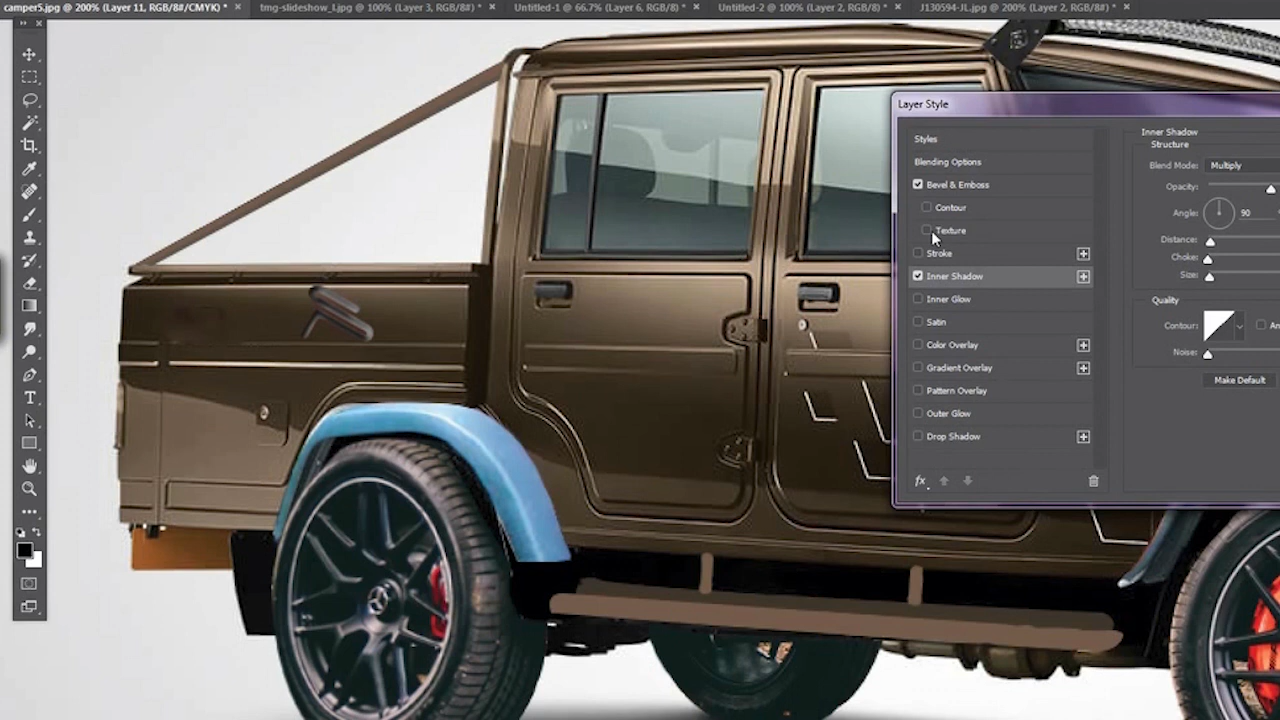 camper5.jpg @ 200% (Layer 11, RGB/8#/CMYK) * ×
tmg-slideshow_l.jpg @ 100% (Layer 3, RGB/8#) * ×
Untitled-1 @ 66.7% (Layer 6, RGB/8) * ×
Untitled-2 @ 100% (Layer 2, RGB/8) * ×
J130594-JL.jpg @ 200% (Layer 2, RGB/8#) * ×
Layer Style
Styles
Blending Options
Bevel & Emboss
Contour
Texture
Stroke
Inner Shadow
Inner Glow
Satin
Color Overlay
Gradient Overlay
Pattern Overlay
Outer Glow
Drop Shadow
fx
Inner Shadow
Structure
Blend Mode: Multiply
Opacity:
Angle: 90
Distance:
Choke:
Size:
Quality
Contour: An
Noise:
Make Default